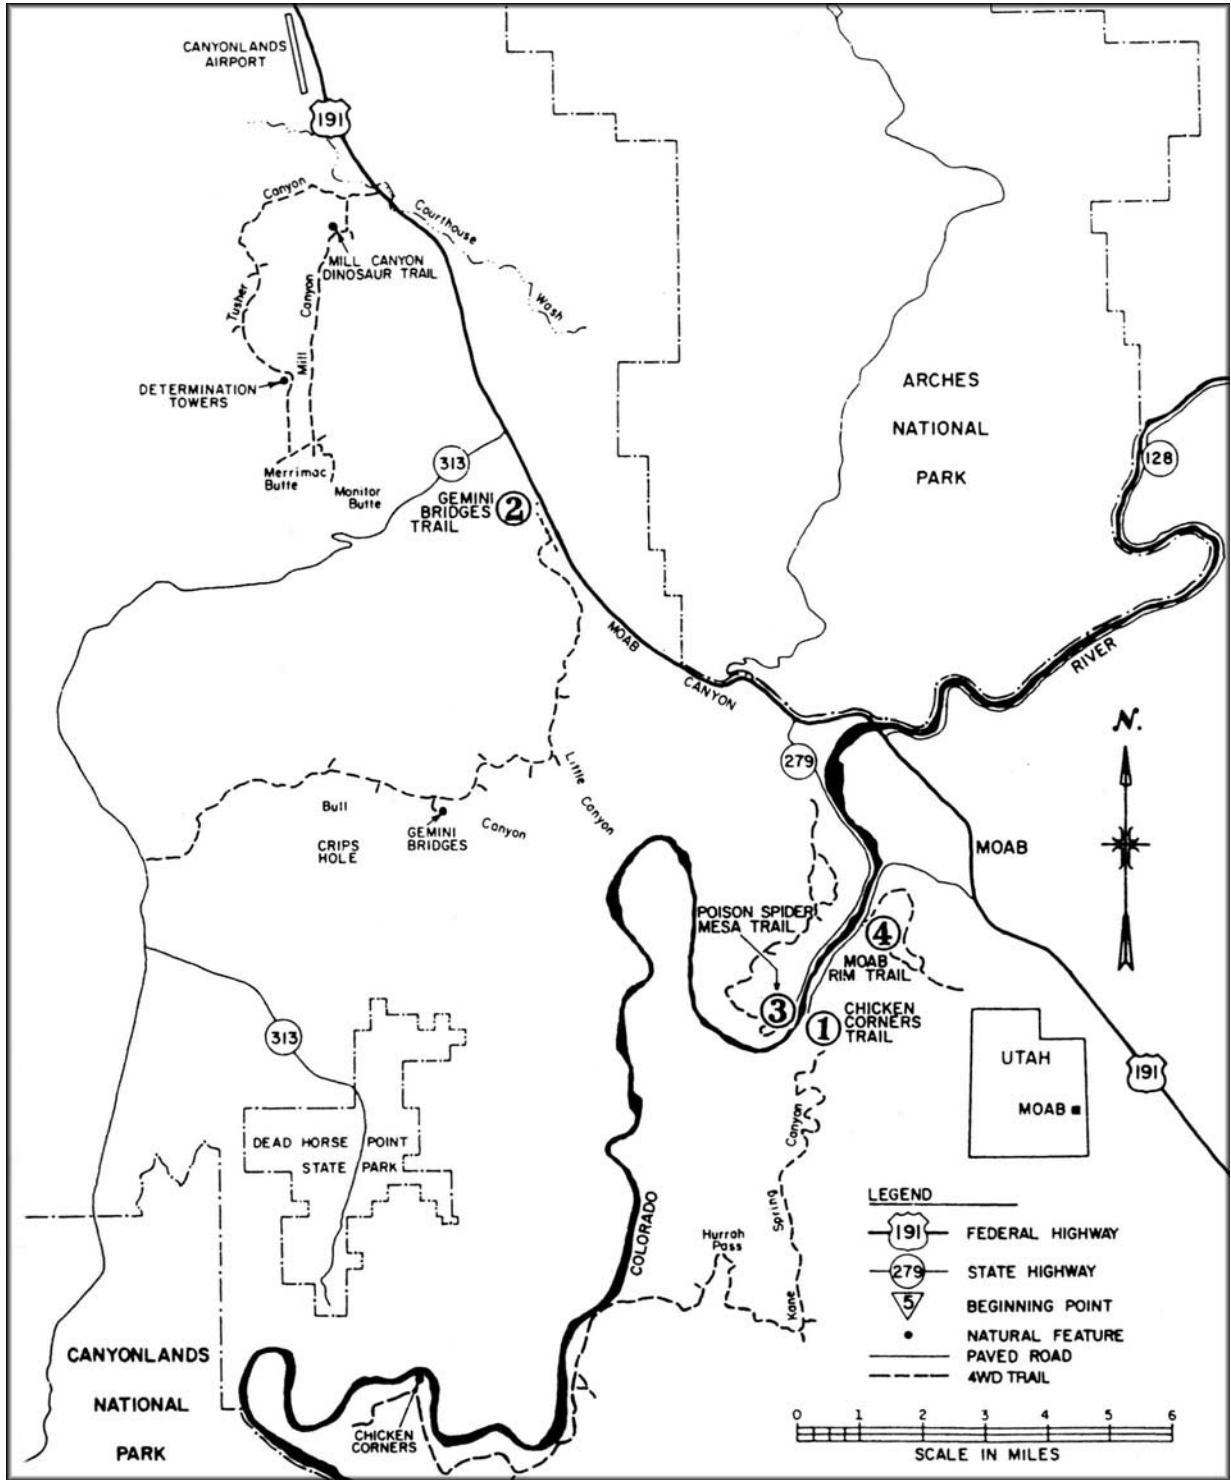 CANYONLANDS
AIRPORT
191
Canyon
Courthouse
Wash
MILL CANYON
DINOSAUR TRAIL
Tusher
Canyon
Mill
DETERMINATION
TOWERS
Merrimac
Butte
Monitor
Butte
313
GEMINI
BRIDGES
TRAIL
2
ARCHES
NATIONAL
PARK
128
MOAB
CANYON
RIVER
N.
279
Little
Canyon
Bull
Canyon
GEMINI
BRIDGES
CRIPS
HOLE
MOAB
POISON SPIDER
MESA TRAIL
4
MOAB
RIM TRAIL
3
1
CHICKEN
CORNERS
TRAIL
313
UTAH
MOAB
191
DEAD HORSE POINT
STATE PARK
Canyon
Spring
Kane
Hurrah
Pass
COLORADO
CANYONLANDS
NATIONAL
PARK
CHICKEN
CORNERS
LEGEND
191 FEDERAL HIGHWAY
279 STATE HIGHWAY
5 BEGINNING POINT
NATURAL FEATURE
PAVED ROAD
4WD TRAIL
0 1 2 3 4 5 6
SCALE IN MILES